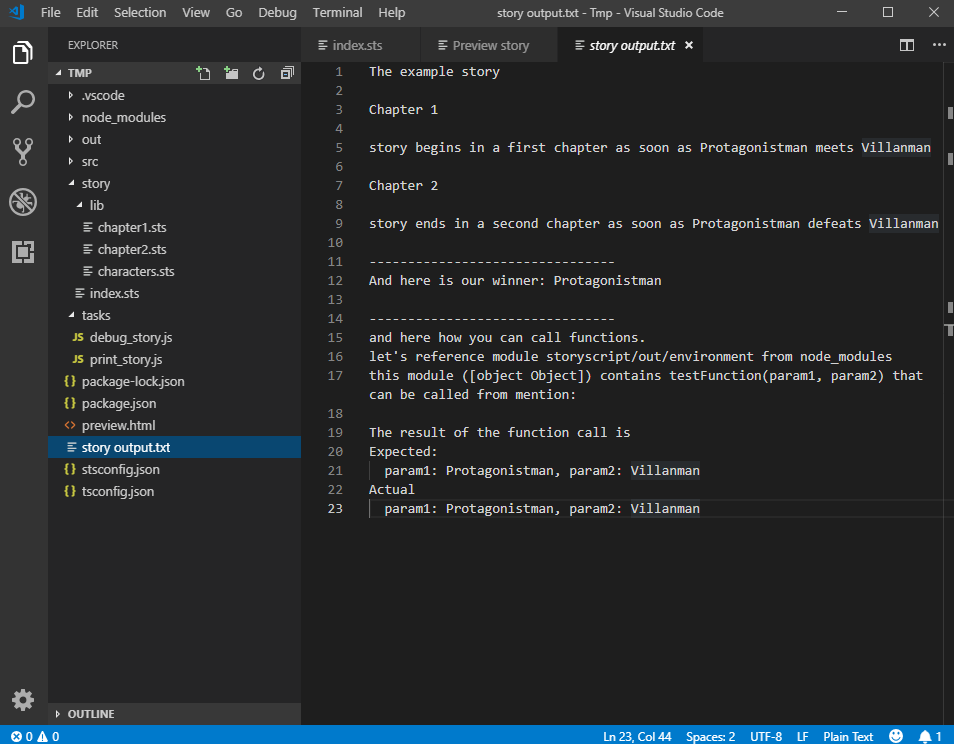 File Edit Selection View Go Debug Terminal Help story output.txt - Tmp - Visual Studio Code
EXPLORER
TMP
.vscode
node_modules
out
src
story
lib
chapter1.sts
chapter2.sts
characters.sts
index.sts
tasks
JS debug_story.js
JS print_story.js
{} package-lock.json
{} package.json
<> preview.html
story output.txt
{} stsconfig.json
{} tsconfig.json
OUTLINE
index.sts Preview story story output.txt
1 The example story
2
3 Chapter 1
4
5 story begins in a first chapter as soon as Protagonistman meets Villanman
6
7 Chapter 2
8
9 story ends in a second chapter as soon as Protagonistman defeats Villanman
10
11 --------------------------------
12 And here is our winner: Protagonistman
13
14 --------------------------------
15 and here how you can call functions.
16 let's reference module storyscript/out/environment from node_modules
17 this module ([object Object]) contains testFunction(param1, param2) that
can be called from mention:
18
19 The result of the function call is
20 Expected:
21 param1: Protagonistman, param2: Villanman
22 Actual
23 param1: Protagonistman, param2: Villanman
0 0 Ln 23, Col 44 Spaces: 2 UTF-8 LF Plain Text 1